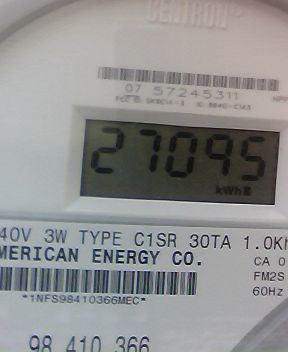 CENTRON
07 57245311
27095
kWh
40V 3W TYPE C1SR 30TA 1.0Kh
MERICAN ENERGY CO.
CA 0
FM2S
60Hz
*1NFS98410366MEC*
98 410 366